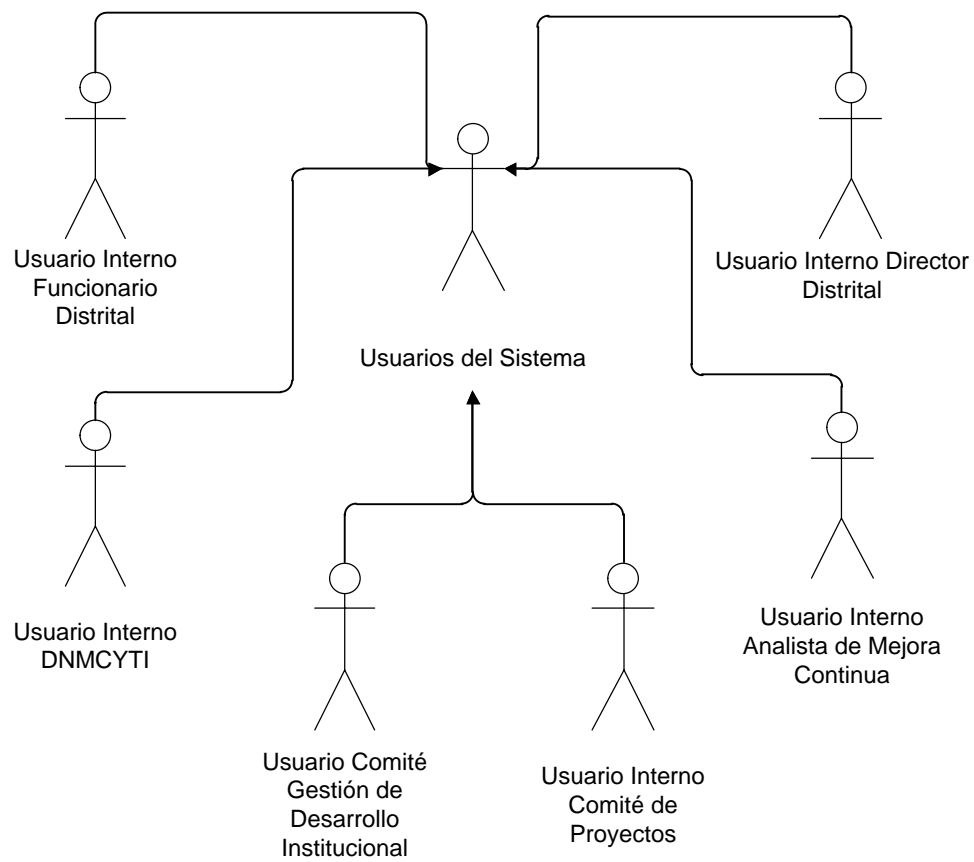 Usuario Interno
Funcionario
Distrital
Usuario Interno Director
Distrital
Usuarios del Sistema
Usuario Interno
DNMCYTI
Usuario Interno
Analista de Mejora
Continua
Usuario Comité
Gestión de
Desarrollo
Institucional
Usuario Interno
Comité de
Proyectos